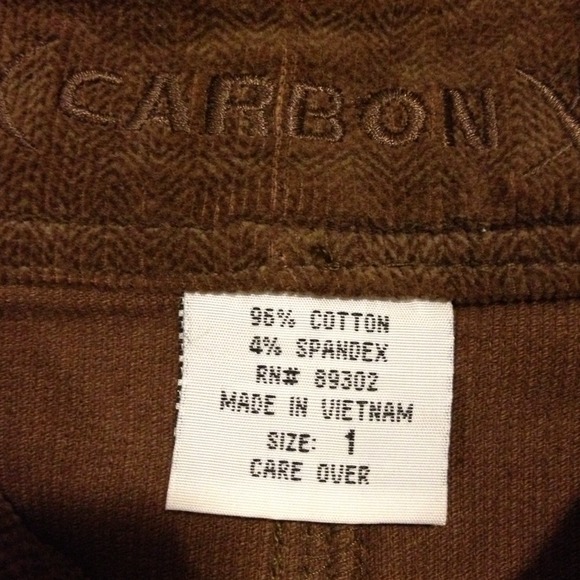 CARBON
96% COTTON
4% SPANDEX
RN# 89302
MADE IN VIETNAM
SIZE: 1
CARE OVER